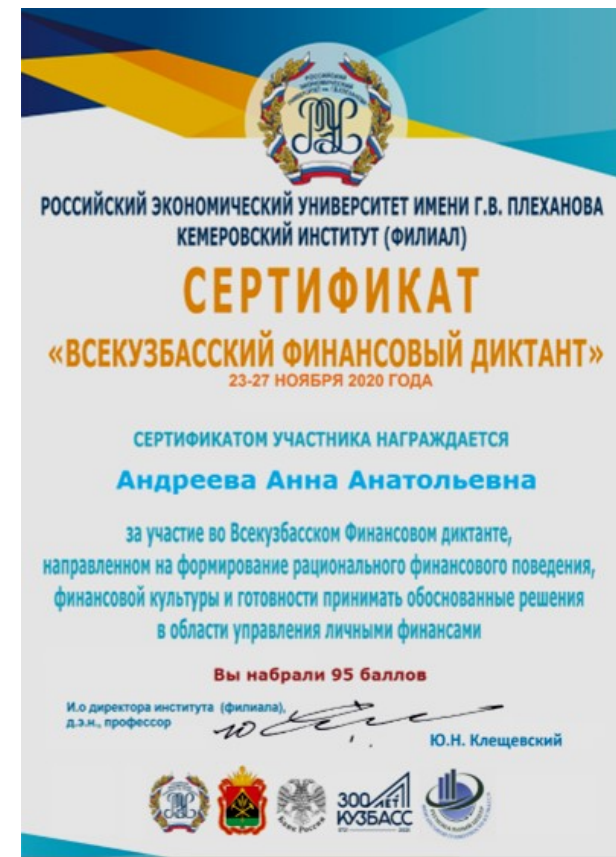 РОССИЙСКИЙ ЭКОНОМИЧЕСКИЙ УНИВЕРСИТЕТ ИМЕНИ Г.В. ПЛЕХАНОВА
КЕМЕРОВСКИЙ ИНСТИТУТ (ФИЛИАЛ)
СЕРТИФИКАТ
«ВСЕКУЗБАССКИЙ ФИНАНСОВЫЙ ДИКТАНТ»
23-27 НОЯБРЯ 2020 ГОДА
СЕРТИФИКАТОМ УЧАСТНИКА НАГРАЖДАЕТСЯ
Андреева Анна Анатольевна
за участие во Всекузбасском Финансовом диктанте,
направленном на формирование рационального финансового поведения,
финансовой культуры и готовности принимать обоснованные решения
в области управления личными финансами
Вы набрали 95 баллов
И.о директора института (филиала),
д.э.н., профессор
Ю.Н. Клещевский
Банк России
300 ЛЕТ
КУЗБАСС